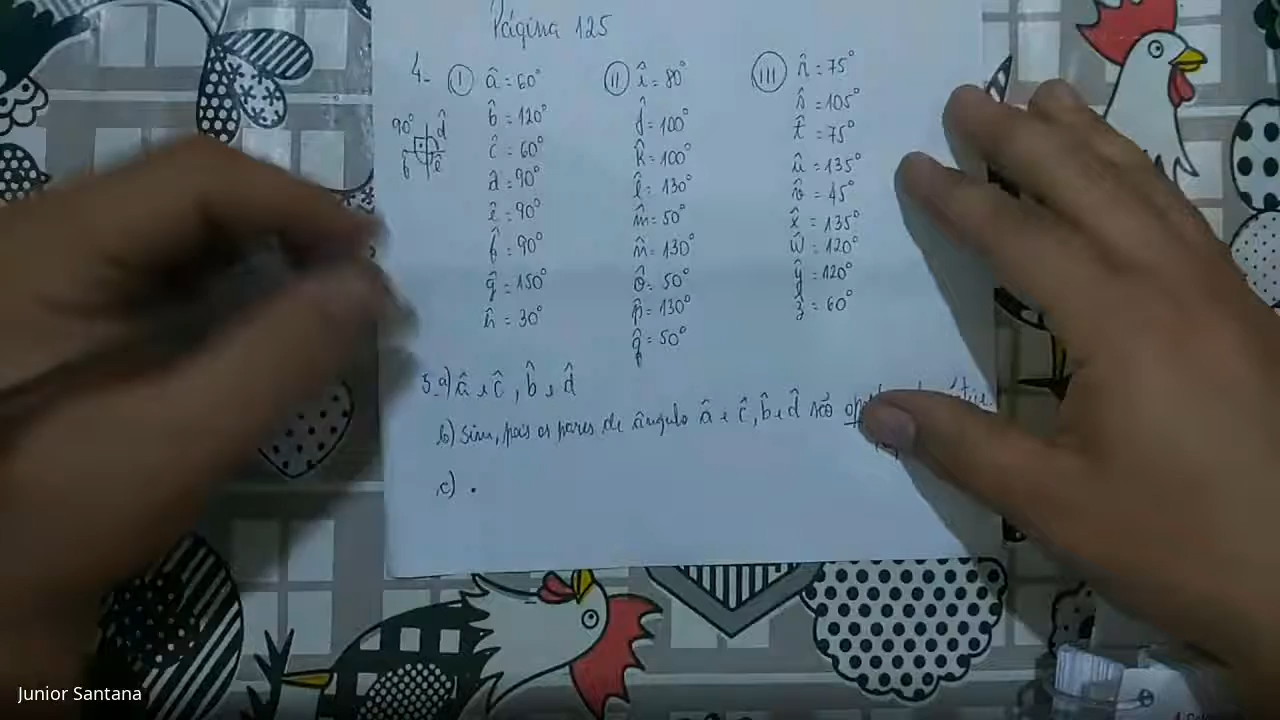 Página 125
4- I â = 60° II î = 80° III r̂ = 75°
b̂ = 120° ĵ = 100° ŝ = 105°
ĉ = 60° k̂ = 100° t̂ = 75°
d̂ = 90° l̂ = 130° û = 135°
ê = 90° m̂ = 50° v̂ = 45°
f̂ = 90° n̂ = 130° x̂ = 135°
ĝ = 150° ô = 50° ŵ = 120°
ĥ = 30° p̂ = 130° ŷ = 120°
q̂ = 50° ẑ = 60°
90° d̂
f̂ ê
5-a) â e ĉ, b̂ e d̂
b) sim, pois os pares de ângulo â e ĉ, b̂ e d̂ são
c) .
Junior Santana